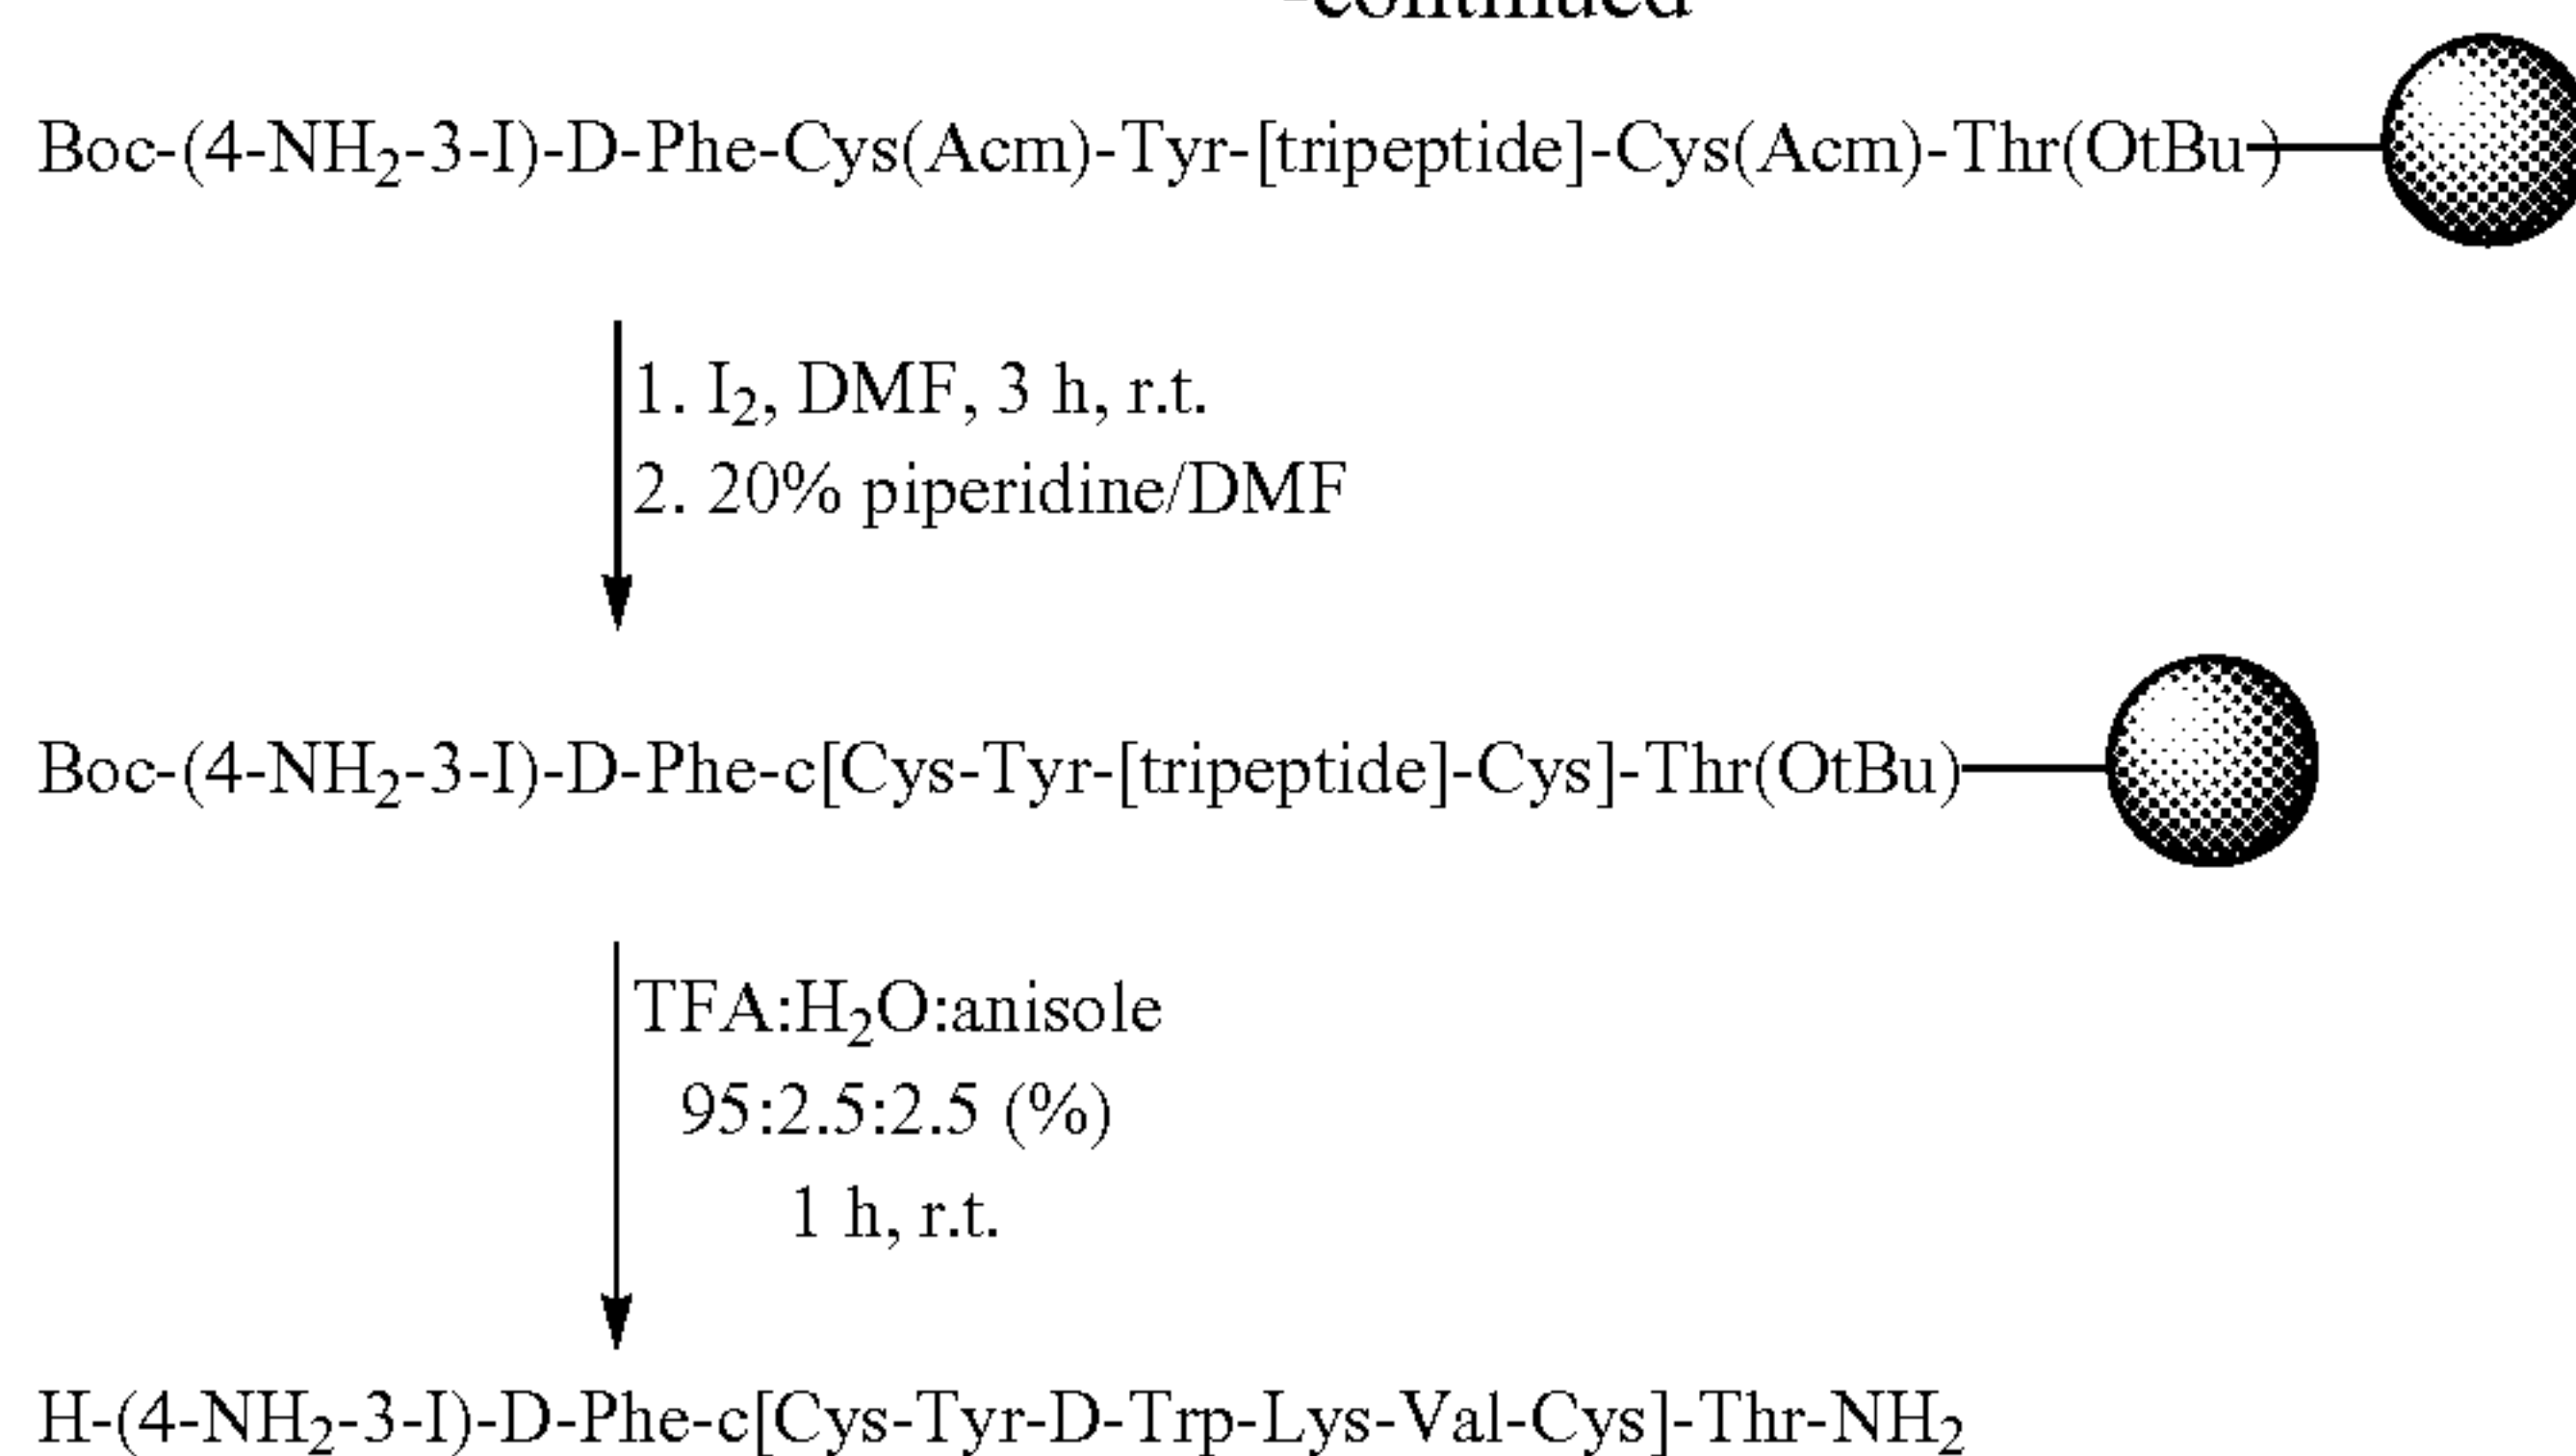 -continued
Boc-(4-NH₂-3-I)-D-Phe-Cys(Acm)-Tyr-[tripeptide]-Cys(Acm)-Thr(OtBu)
1. I₂, DMF, 3 h, r.t.
2. 20% piperidine/DMF
Boc-(4-NH₂-3-I)-D-Phe-c[Cys-Tyr-[tripeptide]-Cys]-Thr(OtBu)
TFA:H₂O:anisole
95:2.5:2.5 (%)
1 h, r.t.
H-(4-NH₂-3-I)-D-Phe-c[Cys-Tyr-D-Trp-Lys-Val-Cys]-Thr-NH₂